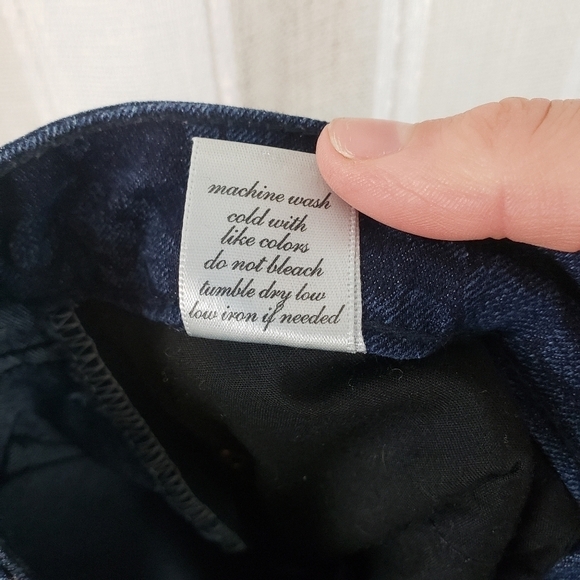 machine wash
cold with
like colors
do not bleach
tumble dry low
low iron if needed